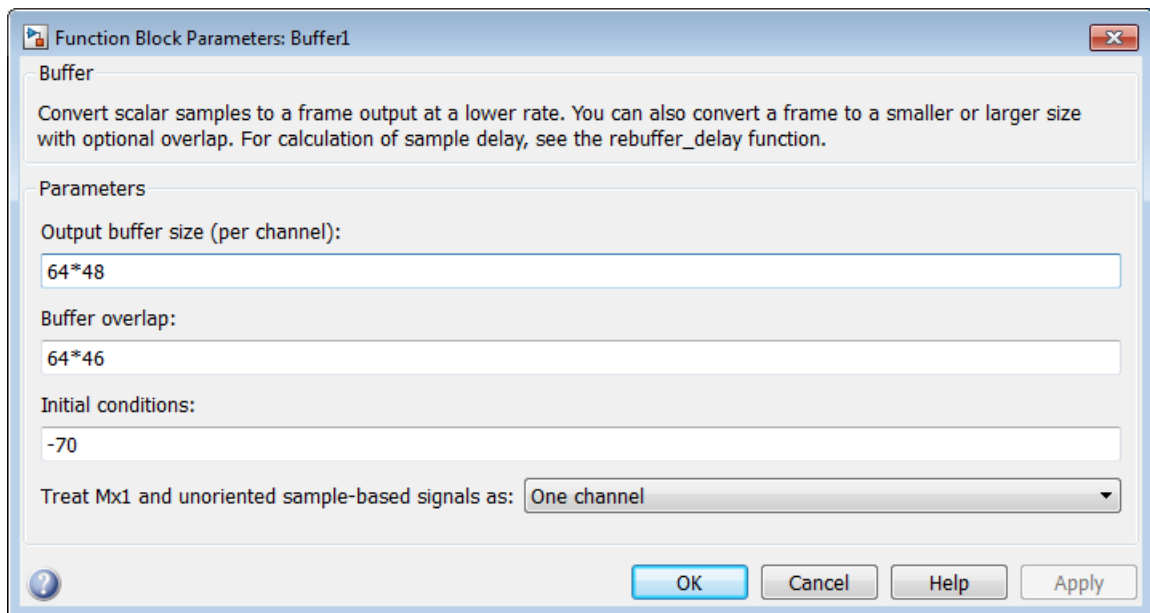 Function Block Parameters: Buffer1
Buffer
Convert scalar samples to a frame output at a lower rate. You can also convert a frame to a smaller or larger size
with optional overlap. For calculation of sample delay, see the rebuffer_delay function.
Parameters
Output buffer size (per channel):
64*48
Buffer overlap:
64*46
Initial conditions:
-70
Treat Mx1 and unoriented sample-based signals as: One channel
? OK Cancel Help Apply